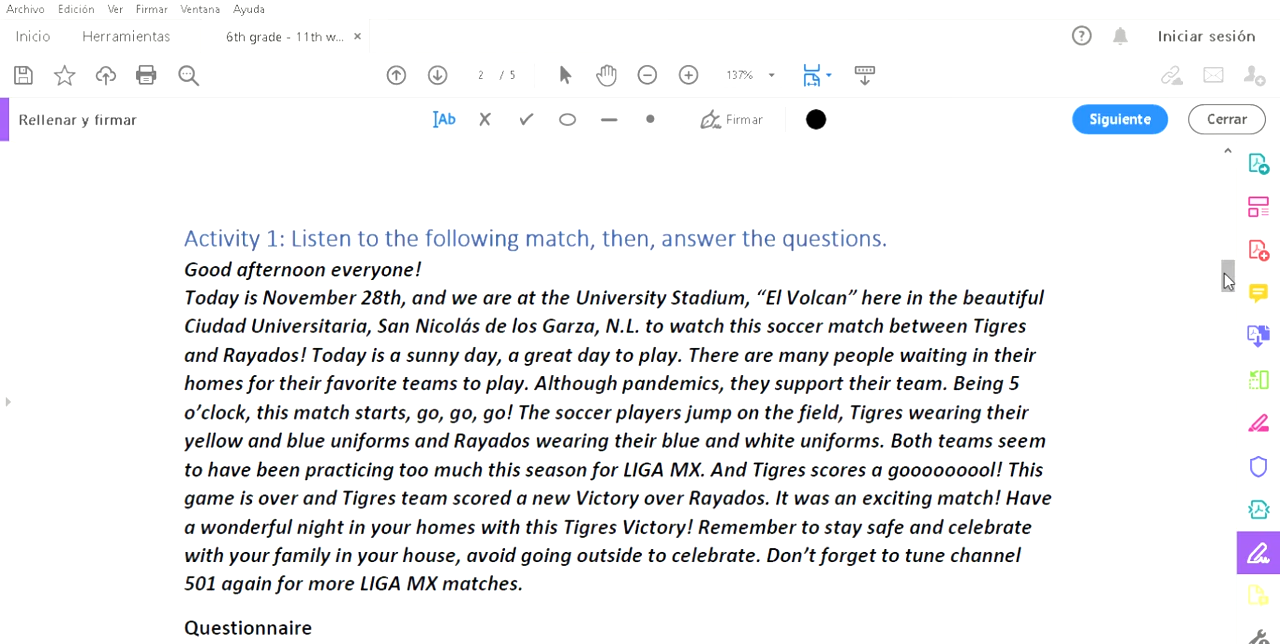 Archivo Edición Ver Firmar Ventana Ayuda
Inicio Herramientas 6th grade - 11th w... × Iniciar sesión
2 / 5 137%
Rellenar y firmar Ab Firmar Siguiente Cerrar
Activity 1: Listen to the following match, then, answer the questions.
Good afternoon everyone!
Today is November 28th, and we are at the University Stadium, “El Volcan” here in the beautiful
Ciudad Universitaria, San Nicolás de los Garza, N.L. to watch this soccer match between Tigres
and Rayados! Today is a sunny day, a great day to play. There are many people waiting in their
homes for their favorite teams to play. Although pandemics, they support their team. Being 5
o’clock, this match starts, go, go, go! The soccer players jump on the field, Tigres wearing their
yellow and blue uniforms and Rayados wearing their blue and white uniforms. Both teams seem
to have been practicing too much this season for LIGA MX. And Tigres scores a gooooooool! This
game is over and Tigres team scored a new Victory over Rayados. It was an exciting match! Have
a wonderful night in your homes with this Tigres Victory! Remember to stay safe and celebrate
with your family in your house, avoid going outside to celebrate. Don’t forget to tune channel
501 again for more LIGA MX matches.
Questionnaire